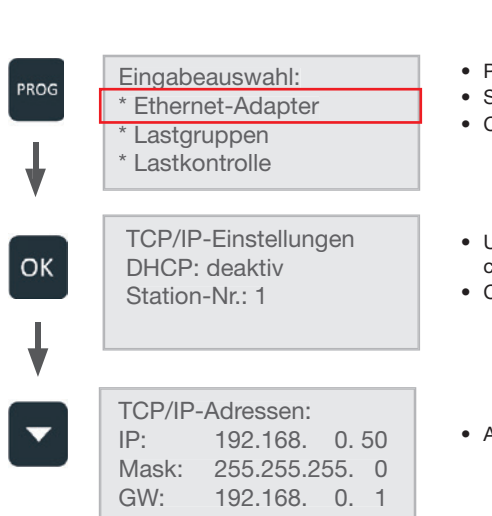 PROG
Eingabeauswahl:
* Ethernet-Adapter
* Lastgruppen
* Lastkontrolle
OK
TCP/IP-Einstellungen
DHCP: deaktiv
Station-Nr.: 1
TCP/IP-Adressen:
IP: 192.168. 0. 50
Mask: 255.255.255. 0
GW: 192.168. 0. 1